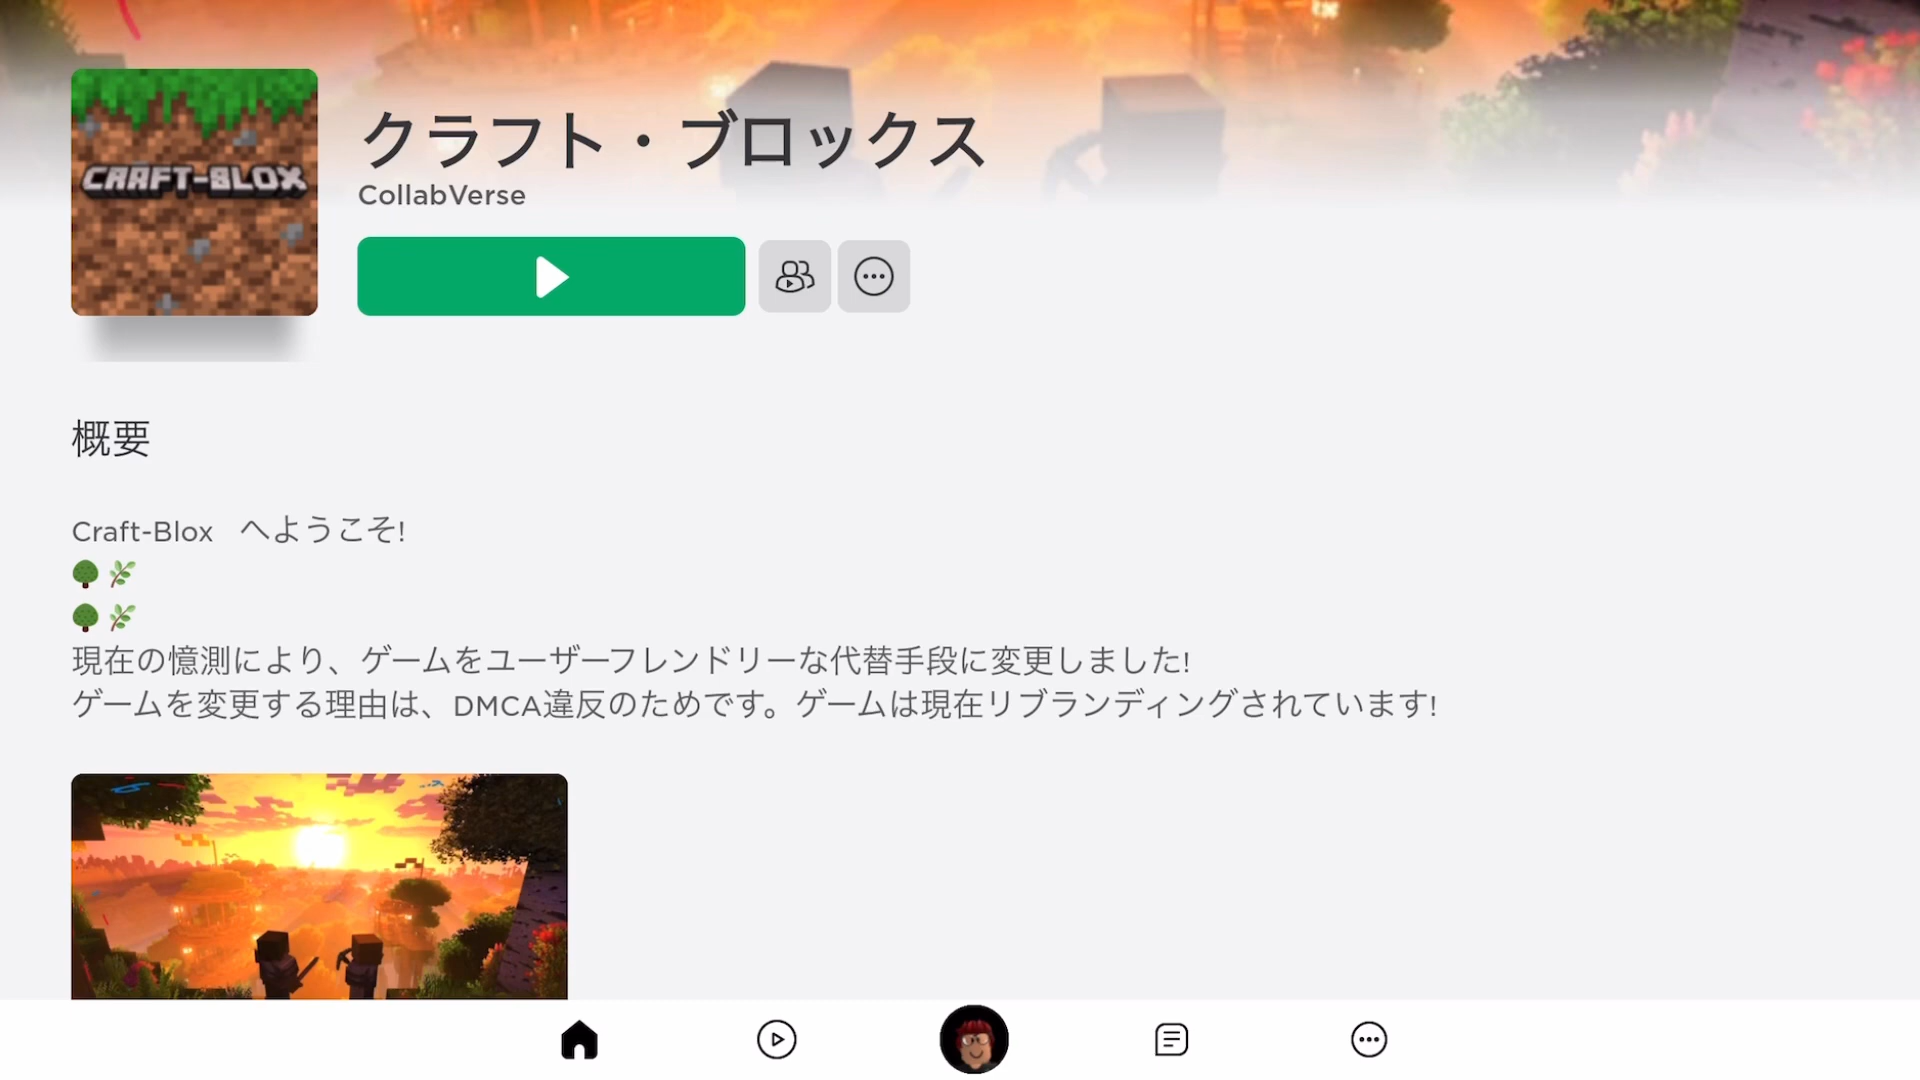 CRAFT-BLOX
クラフト・ブロックス
CollabVerse
概要
Craft-Blox へようこそ!
🌳🌿
🌳🌿
現在の憶測により、ゲームをユーザーフレンドリーな代替手段に変更しました!
ゲームを変更する理由は、DMCA違反のためです。ゲームは現在リブランディングされています!